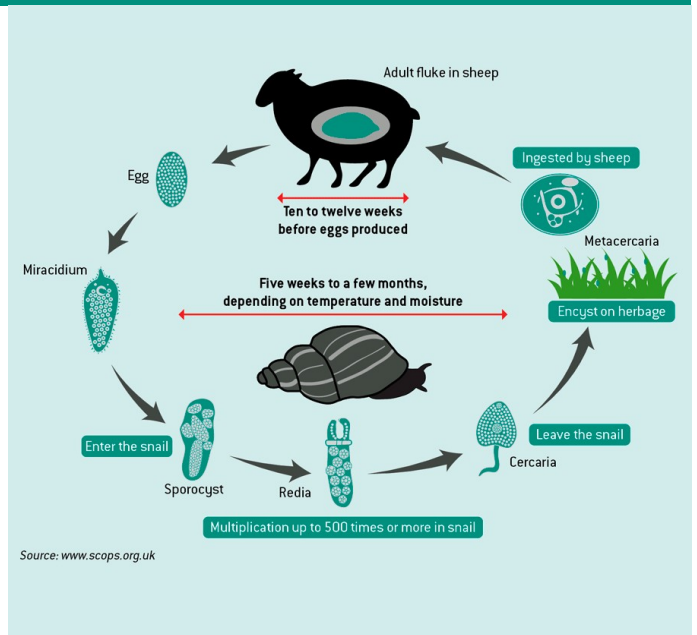 Adult fluke in sheep
Ingested by sheep
Egg
Ten to twelve weeks
before eggs produced
Metacercaria
Miracidium
Five weeks to a few months,
depending on temperature and moisture
Encyst on herbage
Enter the snail
Leave the snail
Cercaria
Sporocyst
Redia
Multiplication up to 500 times or more in snail
Source: www.scops.org.uk